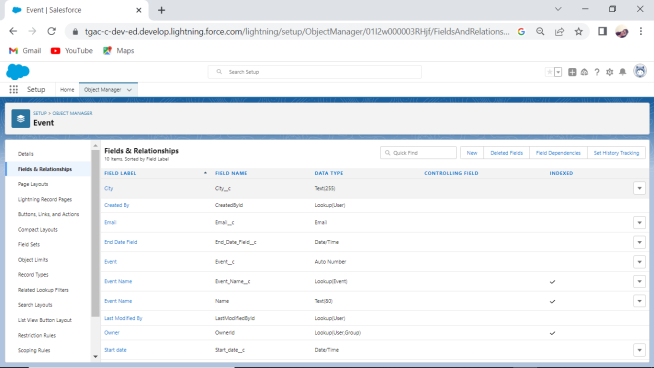 Event | Salesforce
tgac-c-dev-ed.develop.lightning.force.com/lightning/setup/ObjectManager/01I2w000003RHjf/FieldsAndRelations...
Gmail YouTube Maps
Search Setup
Setup Home Object Manager
SETUP > OBJECT MANAGER
Event
Details
Fields & Relationships
Page Layouts
Lightning Record Pages
Buttons, Links, and Actions
Compact Layouts
Field Sets
Object Limits
Record Types
Related Lookup Filters
Search Layouts
List View Button Layout
Restriction Rules
Scoping Rules
Fields & Relationships
10 Items, Sorted by Field Label
Quick Find New Deleted Fields Field Dependencies Set History Tracking
FIELD LABEL FIELD NAME DATA TYPE CONTROLLING FIELD INDEXED
City City__c Text(255)
Created By CreatedById Lookup(User)
Email Email__c Email
End Date Field End_Date_Field__c Date/Time
Event Event__c Auto Number
Event Name Event_Name__c Lookup(Event)
Event Name Name Text(80)
Last Modified By LastModifiedById Lookup(User)
Owner OwnerId Lookup(User,Group)
Start date Start_date__c Date/Time